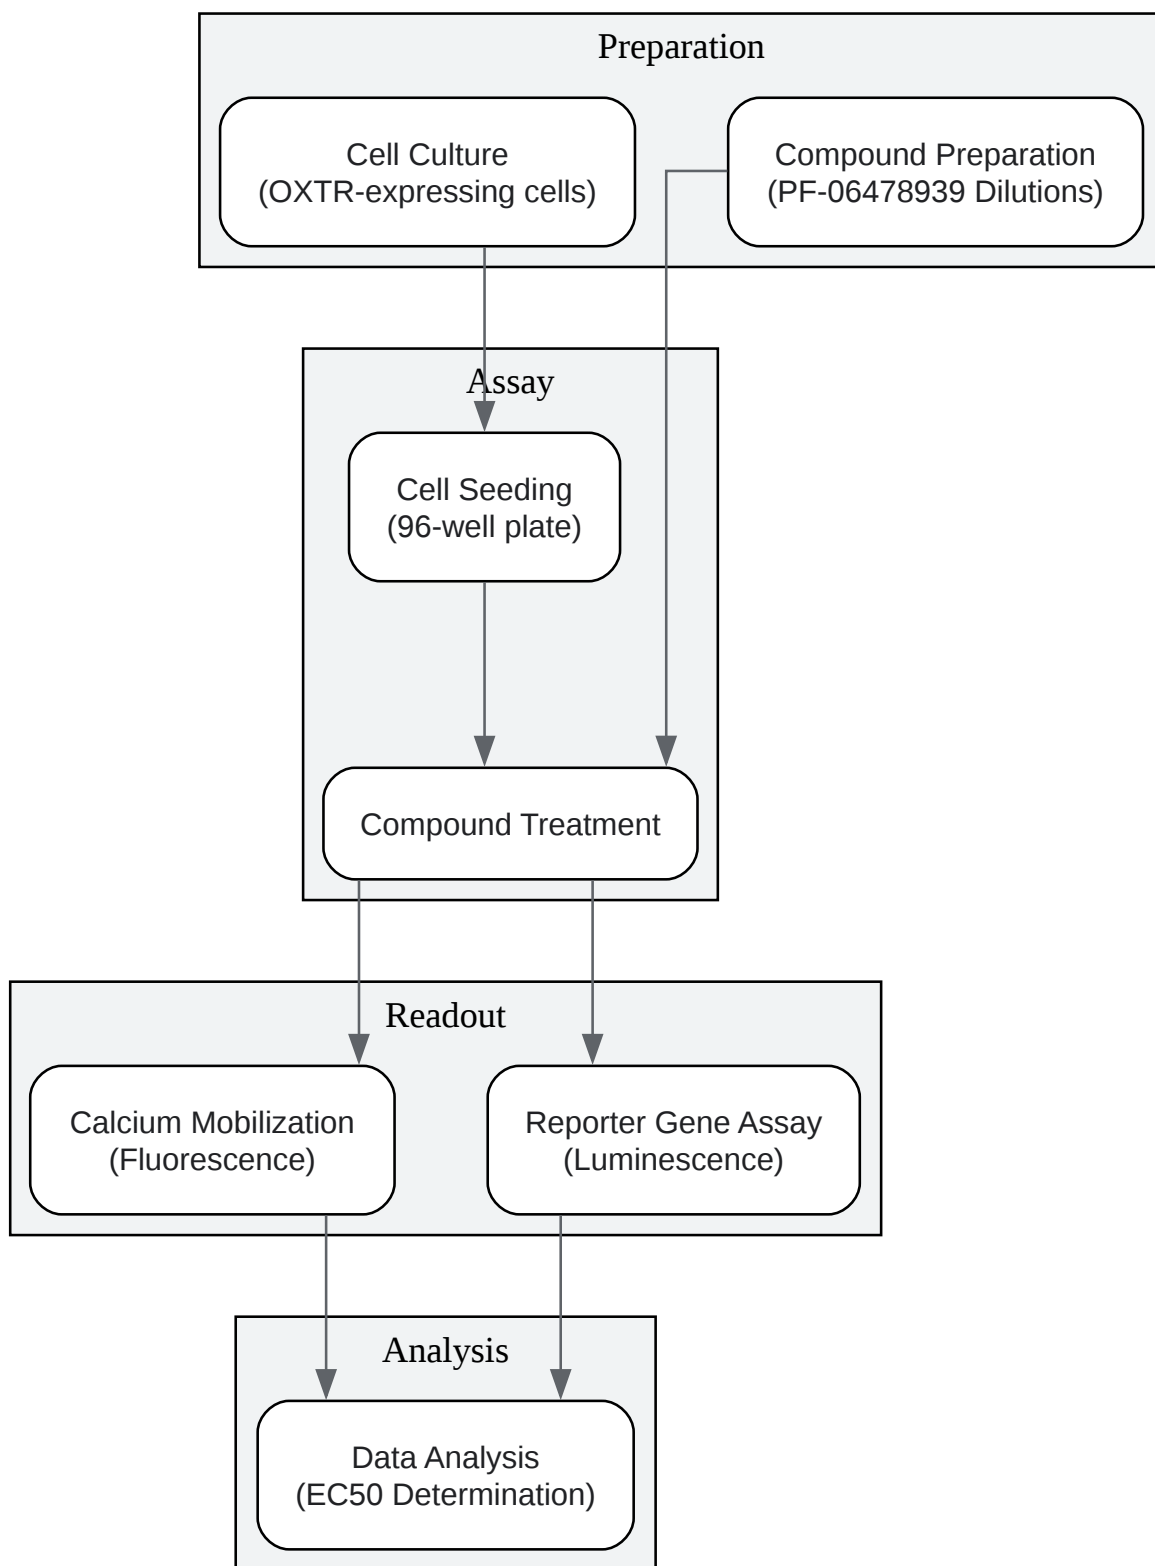 Preparation
Cell Culture
(OXTR-expressing cells)
Compound Preparation
(PF-06478939 Dilutions)
Assay
Cell Seeding
(96-well plate)
Compound Treatment
Readout
Calcium Mobilization
(Fluorescence)
Reporter Gene Assay
(Luminescence)
Analysis
Data Analysis
(EC50 Determination)